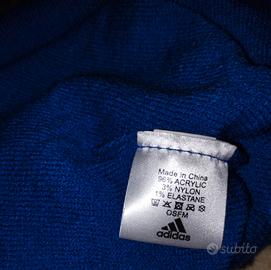 Made in China
96% ACRYLIC
3% NYLON
1% ELASTANE
OSFM
adidas
subito